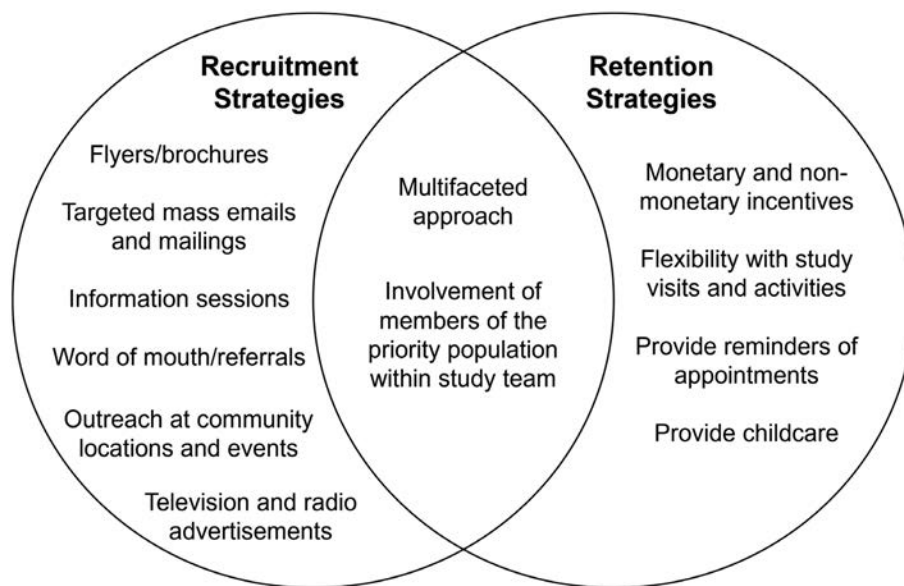 Recruitment
Strategies
Flyers/brochures
Targeted mass emails
and mailings
Information sessions
Word of mouth/referrals
Outreach at community
locations and events
Television and radio
advertisements
Multifaceted
approach
Involvement of
members of the
priority population
within study team
Retention
Strategies
Monetary and non-
monetary incentives
Flexibility with study
visits and activities
Provide reminders of
appointments
Provide childcare